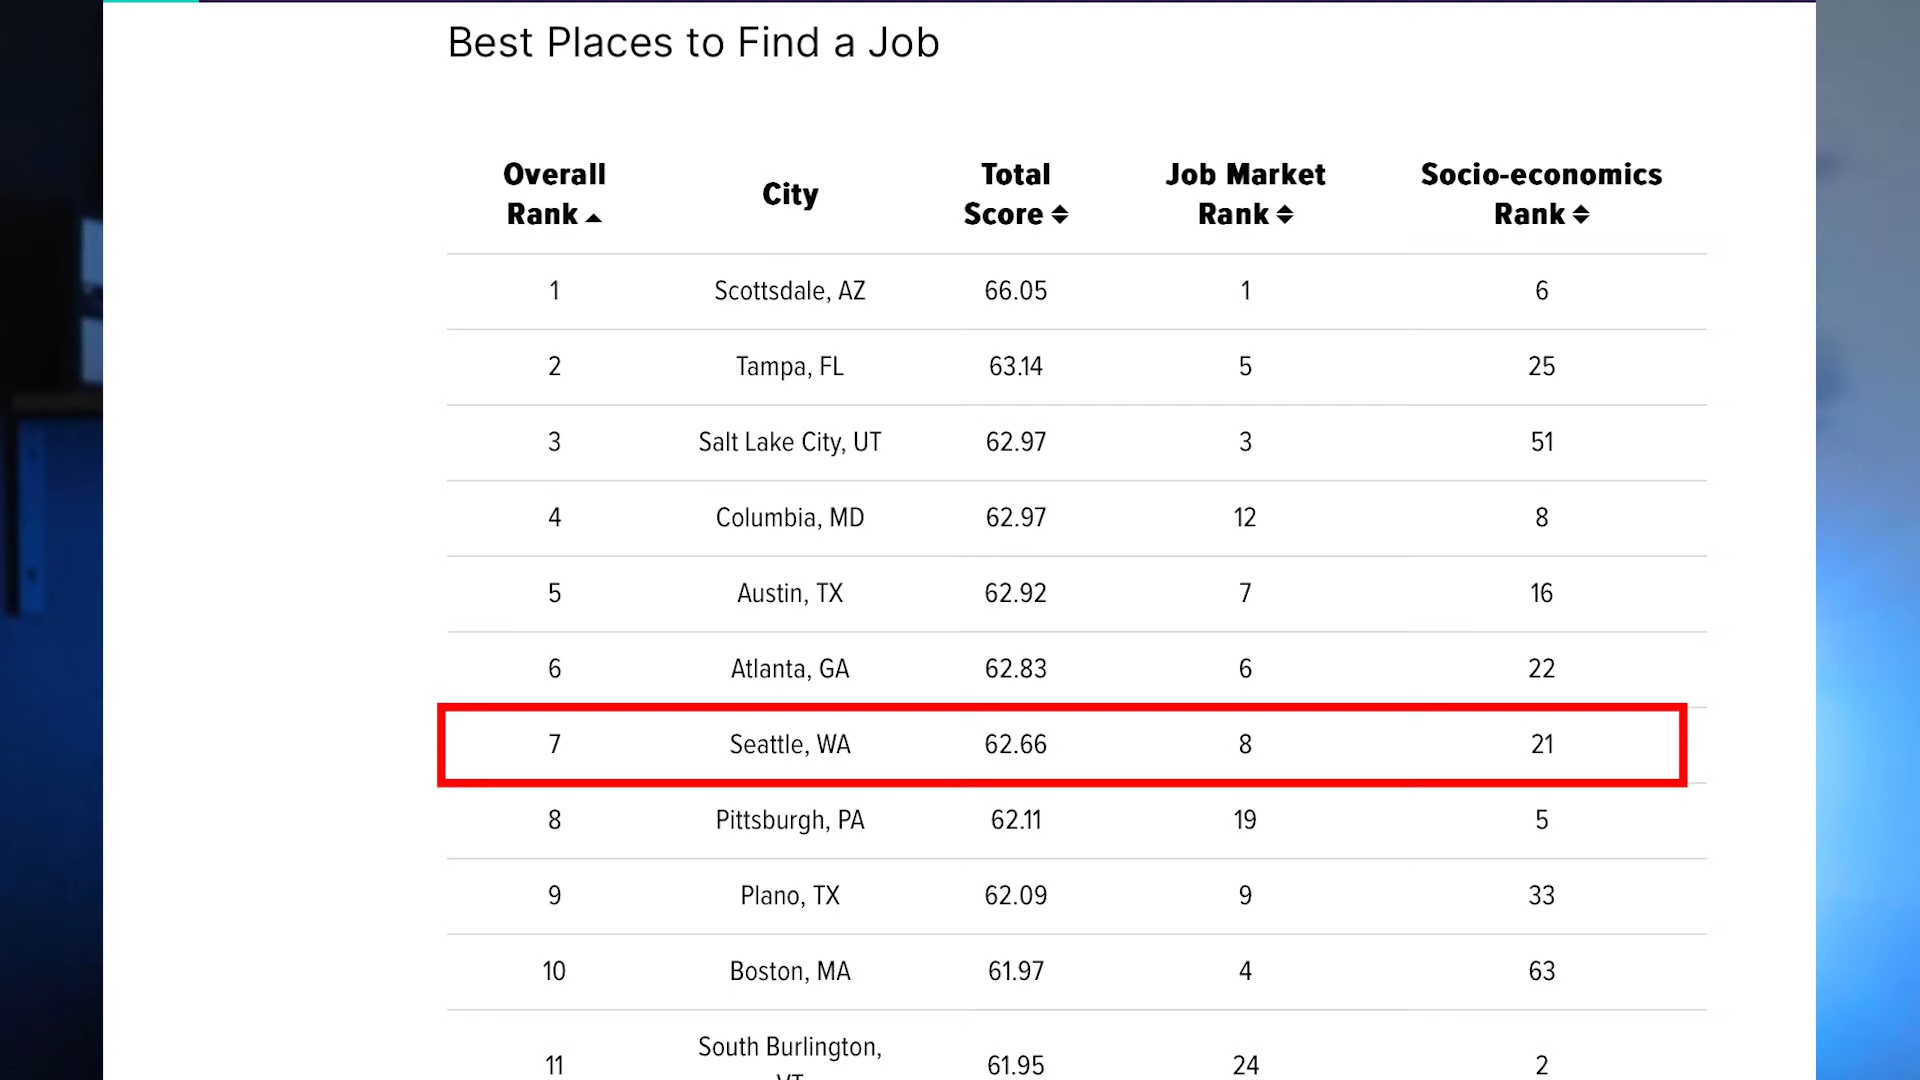 Best Places to Find a Job
Overall Rank City Total Score Job Market Rank Socio-economics Rank
1 Scottsdale, AZ 66.05 1 6
2 Tampa, FL 63.14 5 25
3 Salt Lake City, UT 62.97 3 51
4 Columbia, MD 62.97 12 8
5 Austin, TX 62.92 7 16
6 Atlanta, GA 62.83 6 22
7 Seattle, WA 62.66 8 21
8 Pittsburgh, PA 62.11 19 5
9 Plano, TX 62.09 9 33
10 Boston, MA 61.97 4 63
11 South Burlington, VT 61.95 24 2